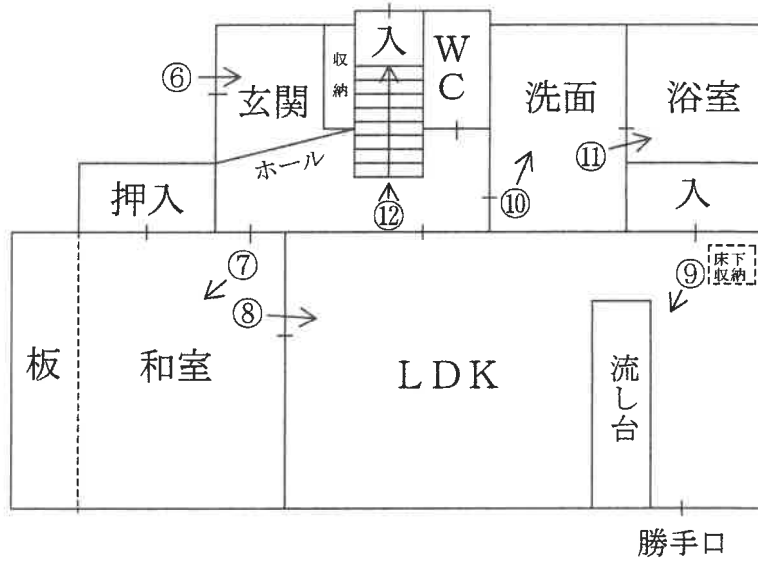 ⑥
玄関
収納
入
WC
洗面
浴室
⑪
ホール
押入
⑫
⑩
入
⑦
⑧
⑨
床下
収納
板
和室
LDK
流し台
勝手口